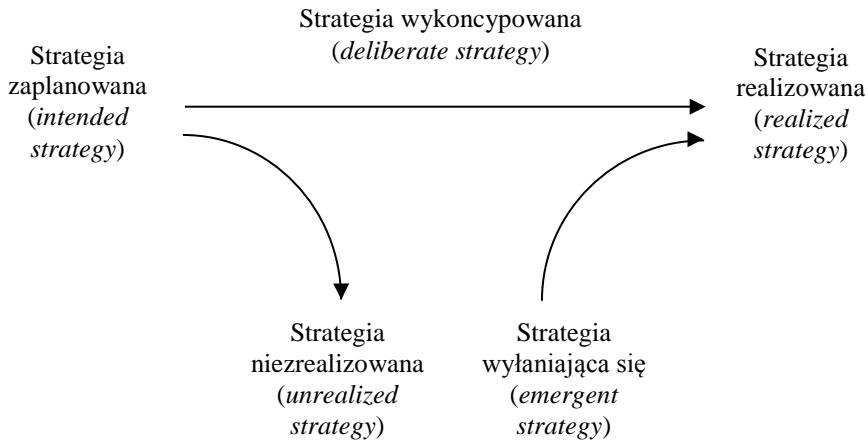 Strategia wykoncypowana
(deliberate strategy)
Strategia
zaplanowana
(intended
strategy)
Strategia
realizowana
(realized
strategy)
Strategia
niezrealizowana
(unrealized
strategy)
Strategia
wyłaniająca się
(emergent
strategy)